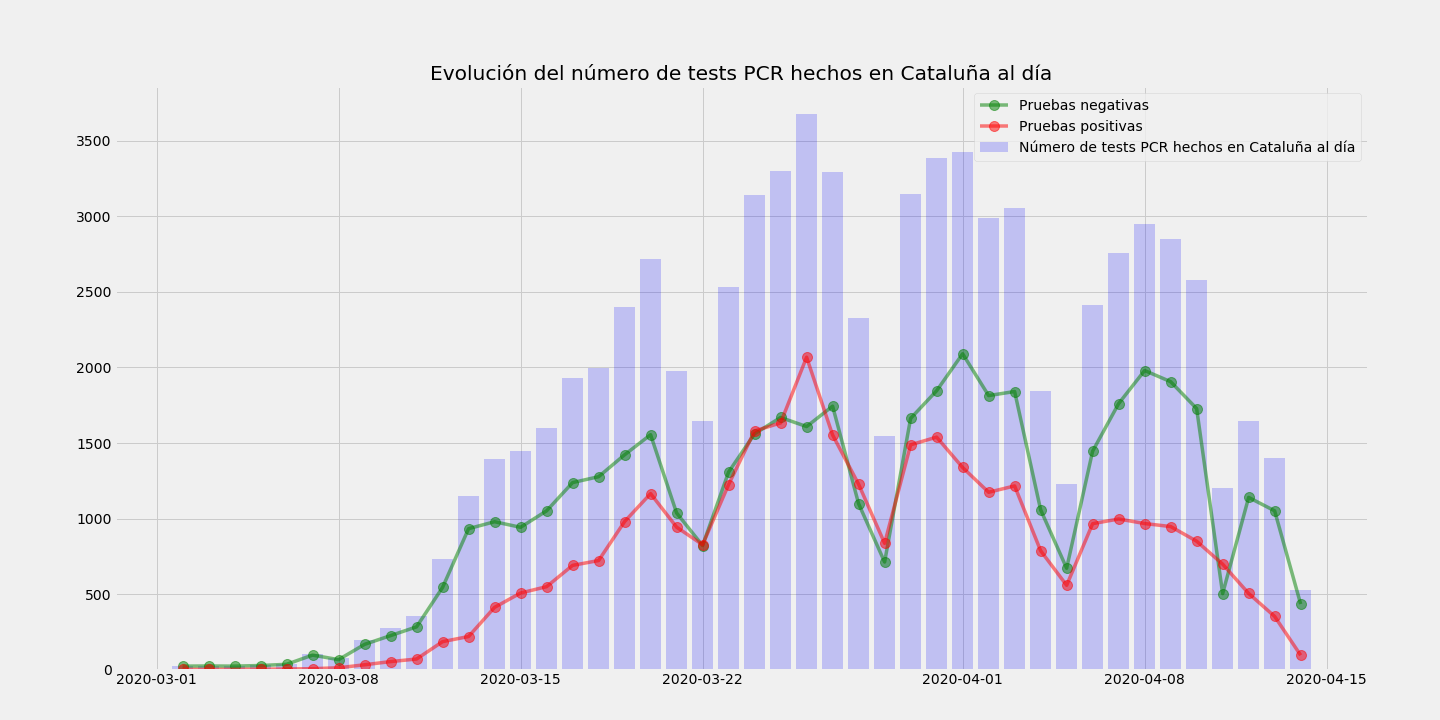 Evolución del número de tests PCR hechos en Cataluña al día
Pruebas negativas
Pruebas positivas
Número de tests PCR hechos en Cataluña al día
3500
3000
2500
2000
1500
1000
500
0
2020-03-01 2020-03-08 2020-03-15 2020-03-22 2020-04-01 2020-04-08 2020-04-15